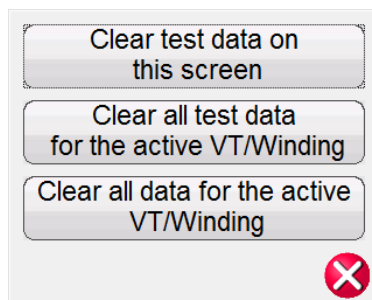 Clear test data on
this screen
Clear all test data
for the active VT/Winding
Clear all data for the active
VT/Winding